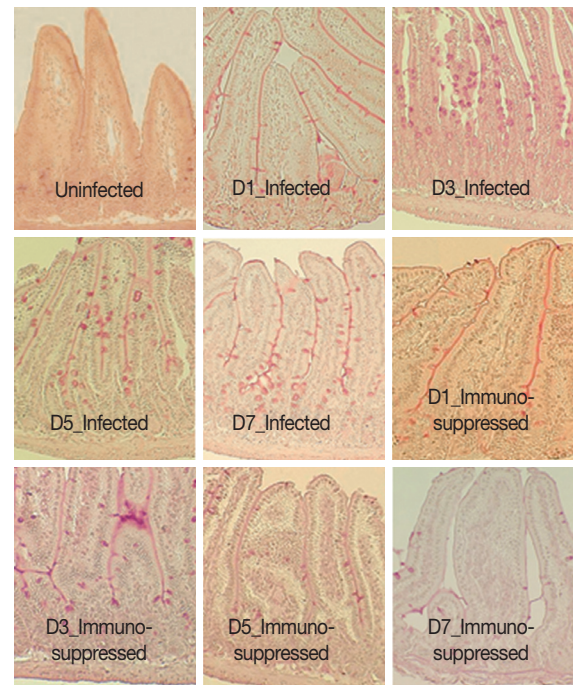 Uninfected
D1_Infected
D3_Infected
D5_Infected
D7_Infected
D1_Immuno-
suppressed
D3_Immuno-
suppressed
D5_Immuno-
suppressed
D7_Immuno-
suppressed